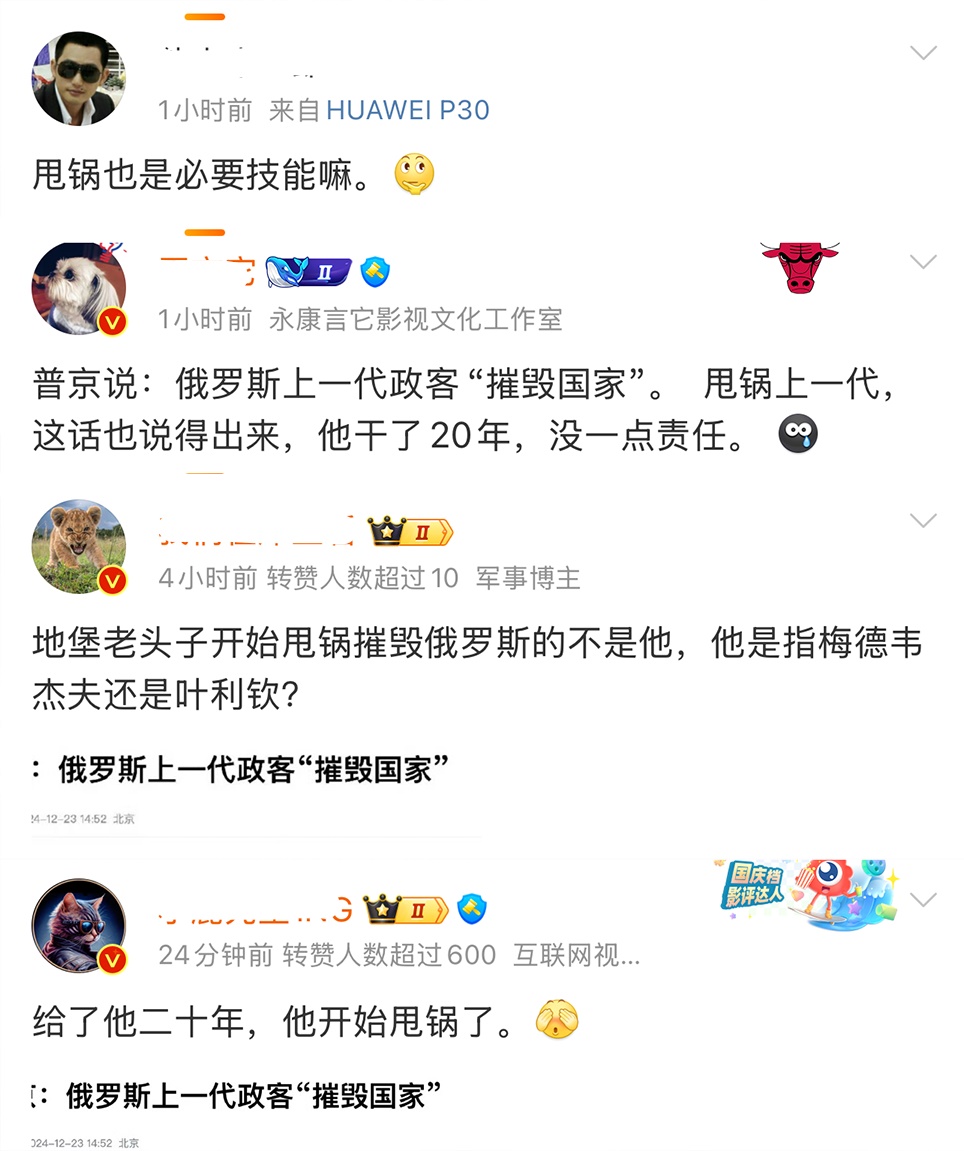 1小时前 来自 HUAWEI P30
甩锅也是必要技能嘛。
II
1小时前 永康言它影视文化工作室
普京说：俄罗斯上一代政客“摧毁国家”。 甩锅上一代，
这话也说得出来，他干了20年，没一点责任。
II
4小时前 转赞人数超过10 军事博主
地堡老头子开始甩锅摧毁俄罗斯的不是他，他是指梅德韦
杰夫还是叶利钦？
：俄罗斯上一代政客“摧毁国家”
24-12-23 14:52 北京
国庆档
影评达人
G II
24分钟前 转赞人数超过600 互联网视...
给了他二十年，他开始甩锅了。
：俄罗斯上一代政客“摧毁国家”
024-12-23 14:52 北京